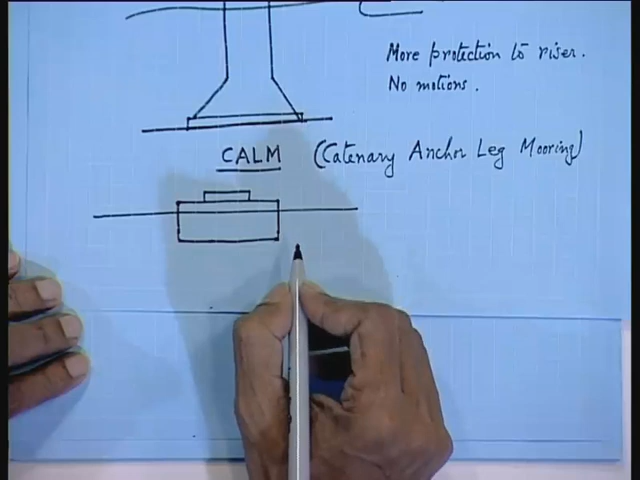 More protection to riser.
No motions.
CALM (Catenary Anchor Leg Mooring)